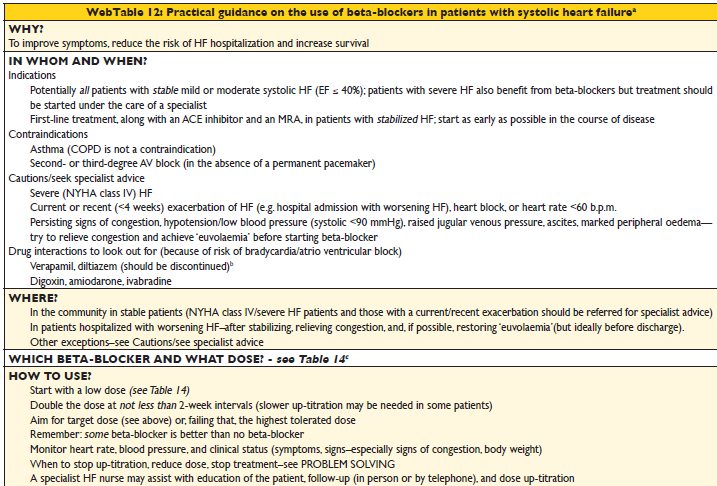 WebTable 12: Practical guidance on the use of beta-blockers in patients with systolic heart failureᵃ
WHY?
To improve symptoms, reduce the risk of HF hospitalization and increase survival
IN WHOM AND WHEN?
Indications
Potentially all patients with stable mild or moderate systolic HF (EF ≤ 40%); patients with severe HF also benefit from beta-blockers but treatment should
be started under the care of a specialist
First-line treatment, along with an ACE inhibitor and an MRA, in patients with stabilized HF; start as early as possible in the course of disease
Contraindications
Asthma (COPD is not a contraindication)
Second- or third-degree AV block (in the absence of a permanent pacemaker)
Cautions/seek specialist advice
Severe (NYHA class IV) HF
Current or recent (<4 weeks) exacerbation of HF (e.g. hospital admission with worsening HF), heart block, or heart rate <60 b.p.m.
Persisting signs of congestion, hypotension/low blood pressure (systolic <90 mmHg), raised jugular venous pressure, ascites, marked peripheral oedema—
try to relieve congestion and achieve 'euvolaemia' before starting beta-blocker
Drug interactions to look out for (because of risk of bradycardia/atrio ventricular block)
Verapamil, diltiazem (should be discontinued)ᵇ
Digoxin, amiodarone, ivabradine
WHERE?
In the community in stable patients (NYHA class IV/severe HF patients and those with a current/recent exacerbation should be referred for specialist advice)
In patients hospitalized with worsening HF–after stabilizing, relieving congestion, and, if possible, restoring 'euvolaemia'(but ideally before discharge).
Other exceptions–see Cautions/see specialist advice
WHICH BETA-BLOCKER AND WHAT DOSE? - see Table 14ᶜ
HOW TO USE?
Start with a low dose (see Table 14)
Double the dose at not less than 2-week intervals (slower up-titration may be needed in some patients)
Aim for target dose (see above) or, failing that, the highest tolerated dose
Remember: some beta-blocker is better than no beta-blocker
Monitor heart rate, blood pressure, and clinical status (symptoms, signs–especially signs of congestion, body weight)
When to stop up-titration, reduce dose, stop treatment–see PROBLEM SOLVING
A specialist HF nurse may assist with education of the patient, follow-up (in person or by telephone), and dose up-titration